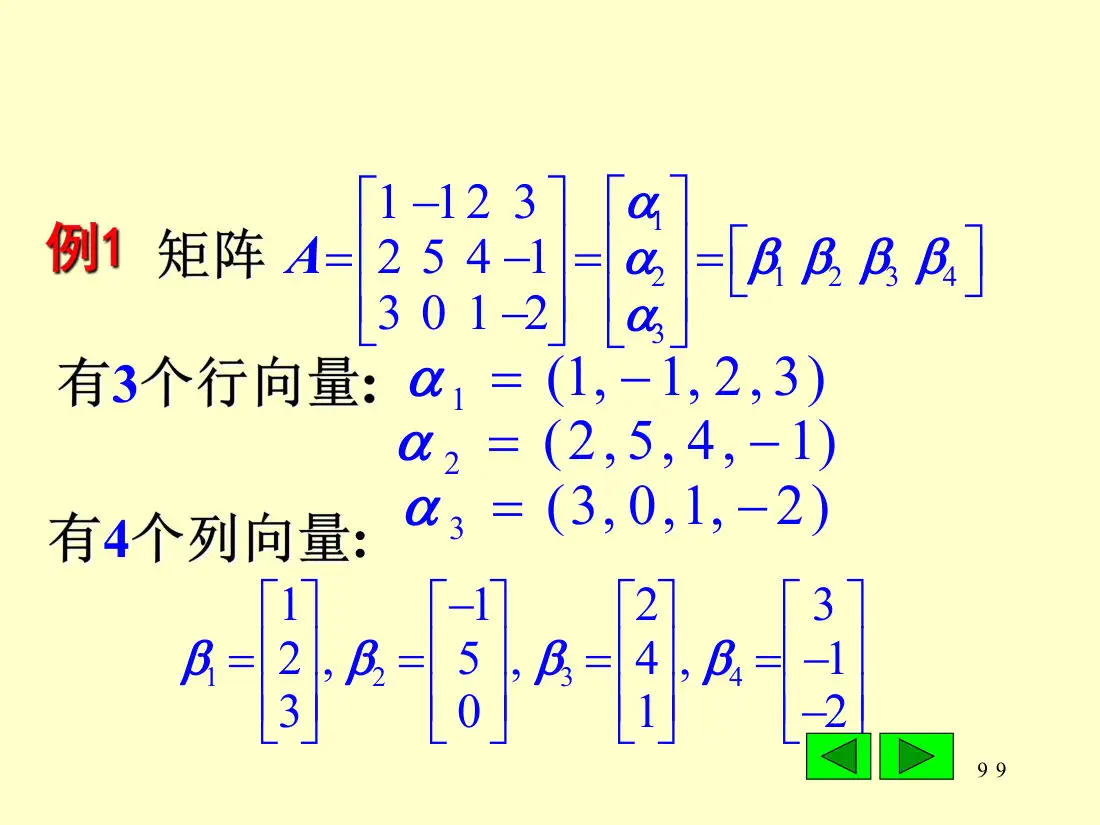 例1 矩阵 A = [1 −1 2 3; 2 5 4 −1; 3 0 1 −2] = [α₁; α₂; α₃] = [β₁ β₂ β₃ β₄]
有3个行向量: α₁ = (1, −1, 2, 3)
α₂ = (2, 5, 4, −1)
α₃ = (3, 0, 1, −2)
有4个列向量:
β₁ = [1; 2; 3], β₂ = [−1; 5; 0], β₃ = [2; 4; 1], β₄ = [3; −1; −2]
9 9